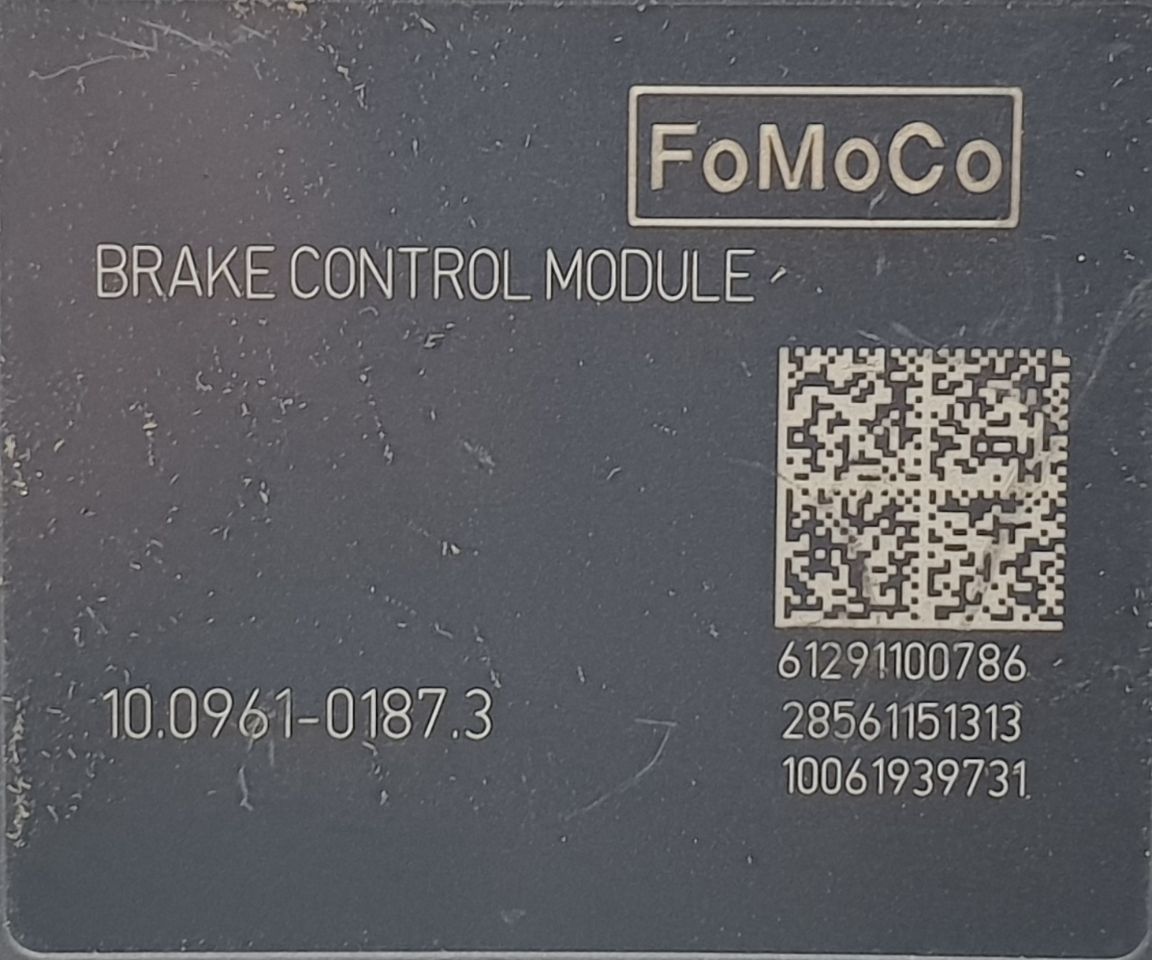 FoMoCo
BRAKE CONTROL MODULE
61291100786
10.0961-0187.3
28561151313
10061939731